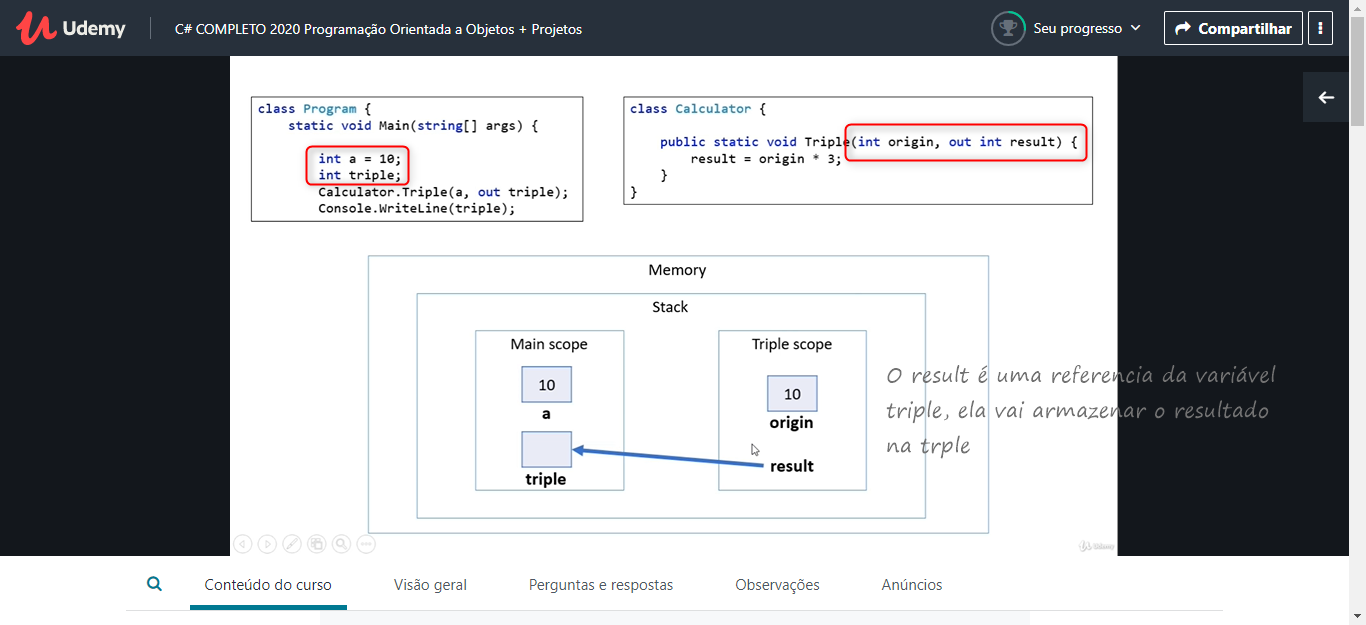 Udemy
C# COMPLETO 2020 Programação Orientada a Objetos + Projetos
Seu progresso
Compartilhar
class Program {
static void Main(string[] args) {
int a = 10;
int triple;
Calculator.Triple(a, out triple);
Console.WriteLine(triple);
class Calculator {
public static void Triple(int origin, out int result) {
result = origin * 3;
}
}
Memory
Stack
Main scope
10
a
triple
Triple scope
10
origin
result
O result é uma referencia da variável
triple, ela vai armazenar o resultado
na trple
Udemy
Conteúdo do curso
Visão geral
Perguntas e respostas
Observações
Anúncios